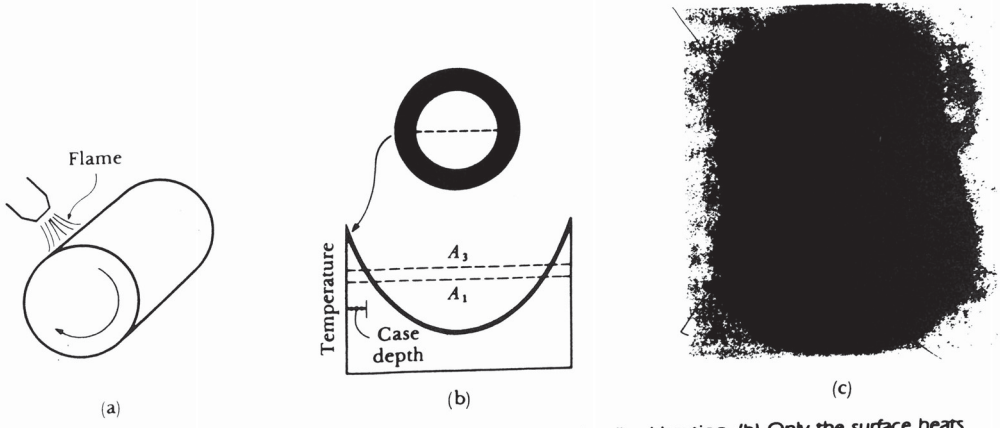 Flame
(a)
Temperature
A₃
A₁
Case
depth
(b)
(c)
(b) Only the surface heats